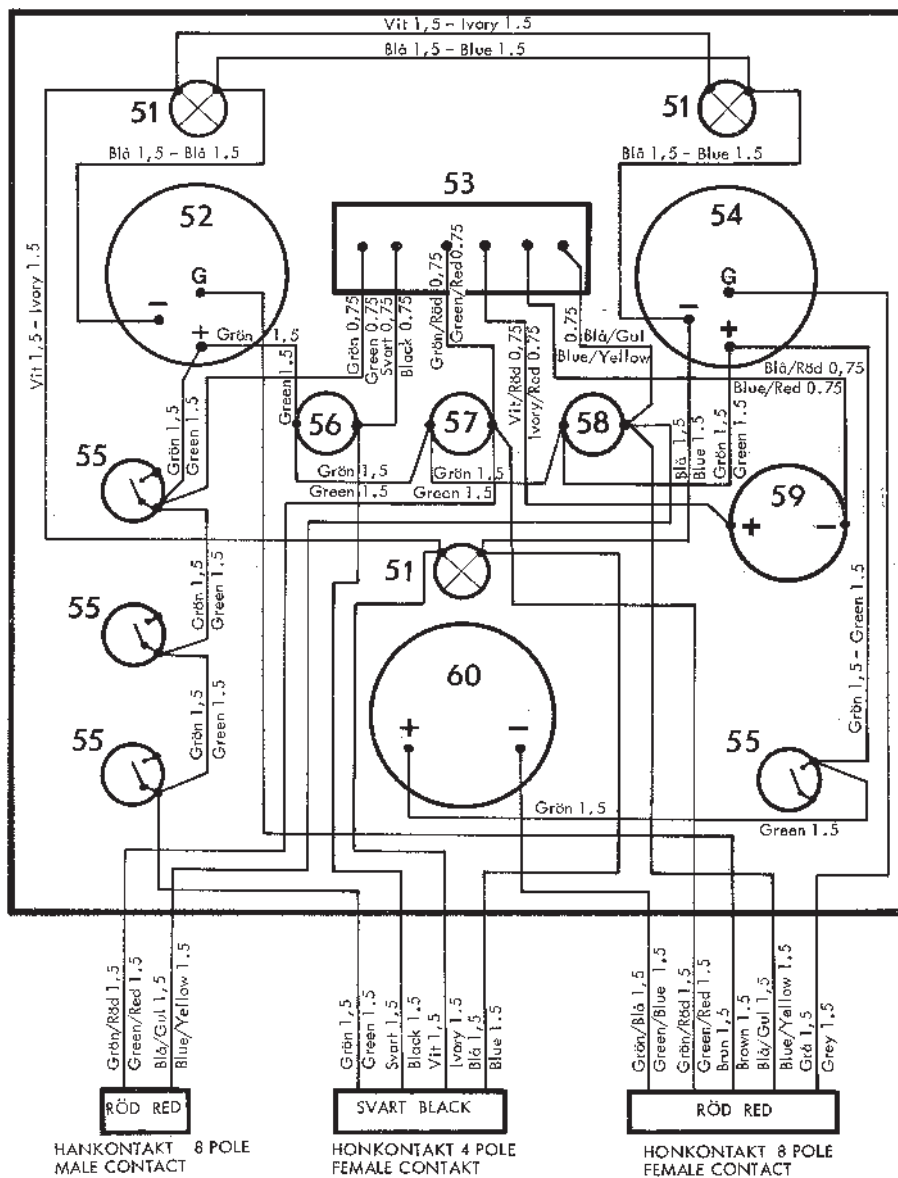 Vit 1,5 – Ivory 1.5
Blå 1,5 – Blue 1.5
51
51
Blå 1,5 – Blå 1.5
Blå 1,5 – Blue 1.5
53
52
54
G
G
–
+
–
+
Vit 1,5 – Ivory 1.5
Grön 1,5
Green 1.5
Grön 0,75
Green 0.75
Svart 0,75
Black 0.75
Grön/Röd 0,75
Green/Red 0.75
Vit/Röd 0,75
Ivory/Red 0.75
0,75
Blå/Gul
Blue/Yellow
Blå/Röd 0,75
Blue/Red 0.75
Grön 1,5
Green 1.5
Blå 1,5
Blue 1.5
Grön 1,5
Green 1.5
56
57
58
Grön 1,5
Green 1.5
Grön 1,5
Green 1.5
55
59
+
–
51
Grön 1,5
Green 1.5
55
60
+
–
Grön 1,5 – Green 1.5
Grön 1,5
Green 1.5
55
55
Grön 1,5
Green 1.5
Grön/Röd 1,5
Green/Red 1.5
Blå/Gul 1,5
Blue/Yellow 1.5
Grön 1,5
Green 1.5
Svart 1,5
Black 1.5
Vit 1,5
Ivory 1.5
Blå 1,5
Blue 1.5
Grön/Blå 1,5
Green/Blue 1,5
Grön/Röd 1,5
Green/Red 1.5
Brun 1,5
Brown 1.5
Blå/Gul 1,5
Blue/Yellow 1.5
Grå 1,5
Grey 1.5
RÖD RED
SVART BLACK
RÖD RED
HANKONTAKT 8 POLE
MALE CONTACT
HONKONTAKT 4 POLE
FEMALE CONTAKT
HONKONTAKT 8 POLE
FEMALE CONTACT